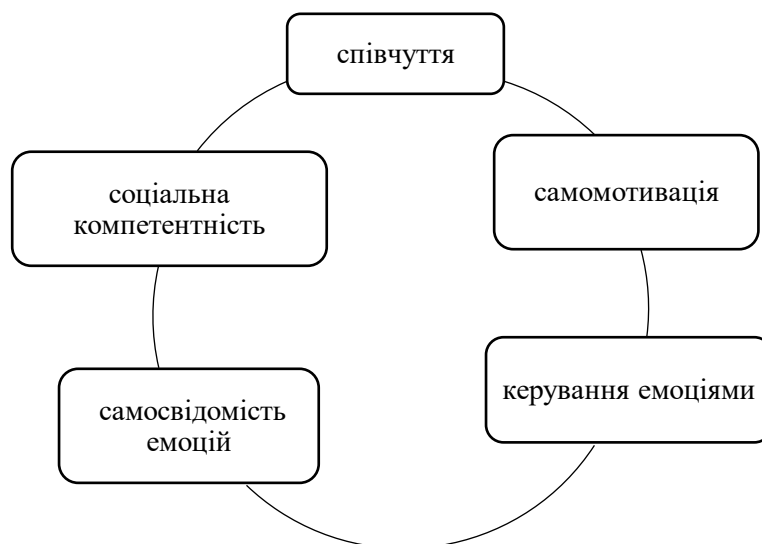 співчуття
соціальна
компетентність
самомотивація
самосвідомість
емоцій
керування емоціями